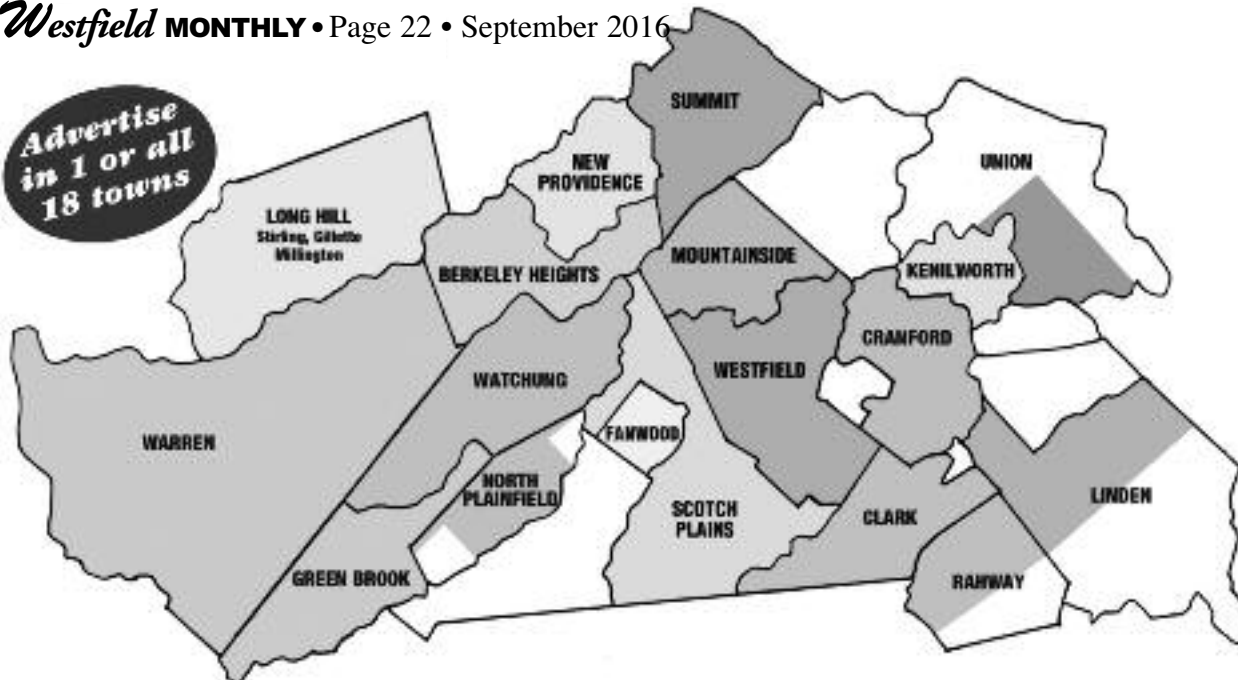 Westfield MONTHLY • Page 22 • September 2016
Advertise
in 1 or all
18 towns
SUMMIT
NEW
PROVIDENCE
UNION
LONG HILL
Stirling, Gillette
Millington
BERKELEY HEIGHTS
MOUNTAINSIDE
KENILWORTH
CRANFORD
WATCHUNG
WESTFIELD
WARREN
FANWOOD
NORTH
PLAINFIELD
SCOTCH
PLAINS
CLARK
LINDEN
GREEN BROOK
RAHWAY